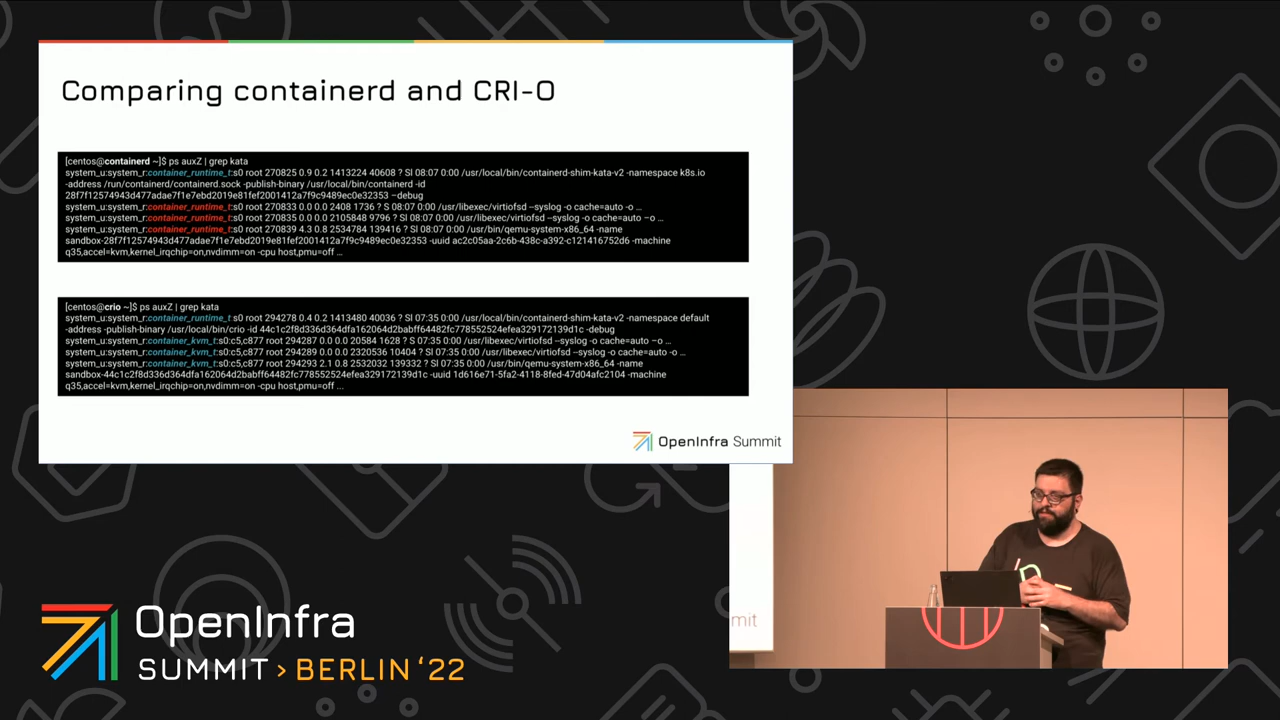 Comparing containerd and CRI-O
[centos@containerd ~]$ ps auxZ | grep kata
system_u:system_r:container_runtime_t:s0 root 270825 0.9 0.2 1413224 40608 ? Sl 08:07 0:00 /usr/local/bin/containerd-shim-kata-v2 -namespace k8s.io
-address /run/containerd/containerd.sock -publish-binary /usr/local/bin/containerd -id
28f7f12574943d477adae7f1e7ebd2019e81fef2001412a7f9c9489ec0e32353 –debug
system_u:system_r:container_runtime_t:s0 root 270833 0.0 0.0 2408 1736 ? S 08:07 0:00 /usr/libexec/virtiofsd –syslog -o cache=auto -o ...
system_u:system_r:container_runtime_t:s0 root 270835 0.0 0.0 2105848 9796 ? Sl 08:07 0:00 /usr/libexec/virtiofsd –syslog -o cache=auto –o ...
system_u:system_r:container_runtime_t:s0 root 270839 4.3 0.8 2534784 139416 ? Sl 08:07 0:00 /usr/bin/qemu-system-x86_64 -name
sandbox-28f7f12574943d477adae7f1e7ebd2019e81fef2001412a7f9c9489ec0e32353 -uuid ac2c05aa-2c6b-438c-a392-c121416752d6 -machine
q35,accel=kvm,kernel_irqchip=on,nvdimm=on -cpu host,pmu=off ...
[centos@crio ~]$ ps auxZ | grep kata
system_u:system_r:container_runtime_t s0 root 294278 0.4 0.2 1413480 40036 ? Sl 07:35 0:00 /usr/local/bin/containerd-shim-kata-v2 -namespace default
-address -publish-binary /usr/local/bin/crio -id 44c1c2f8d336d364dfa162064d2babff64482fc778552524efea329172139d1c -debug
system_u:system_r:container_kvm_t:s0:c5,c877 root 294287 0.0 0.0 20584 1628 ? S 07:35 0:00 /usr/libexec/virtiofsd –syslog -o cache=auto –o ...
system_u:system_r:container_kvm_t:s0:c5,c877 root 294289 0.0 0.0 2320536 10404 ? Sl 07:35 0:00 /usr/libexec/virtiofsd –syslog -o cache=auto -o ...
system_u:system_r:container_kvm_t:s0:c5,c877 root 294293 2.1 0.8 2532032 139332 ? Sl 07:35 0:00 /usr/bin/qemu-system-x86_64 -name
sandbox-44c1c2f8d336d364dfa162064d2babff64482fc778552524efea329172139d1c -uuid 1d616e71-5fa2-4118-8fed-47d04afc2104 -machine
q35,accel=kvm,kernel_irqchip=on,nvdimm=on -cpu host,pmu=off ...
OpenInfra Summit
mit
OpenInfra
SUMMIT > BERLIN ‘22